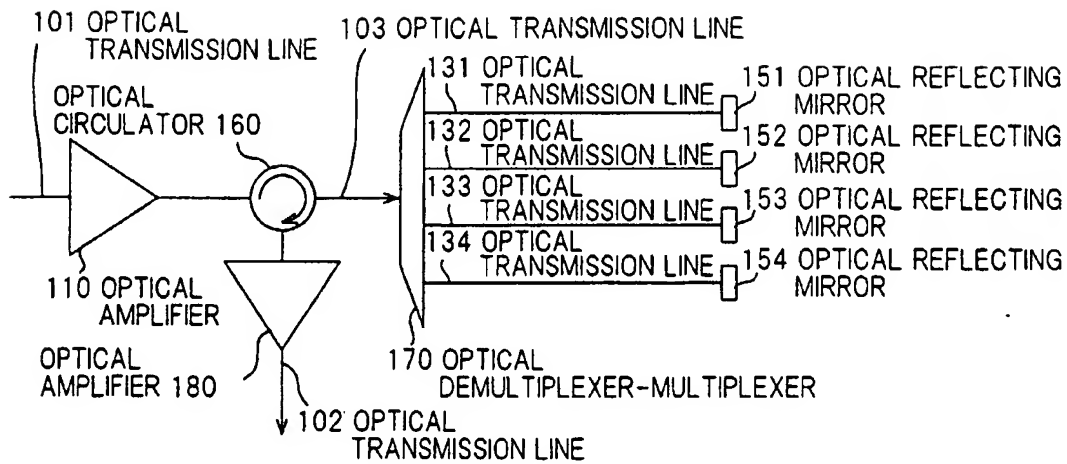 101 OPTICAL
TRANSMISSION LINE
103 OPTICAL TRANSMISSION LINE
OPTICAL
CIRCULATOR 160
131 OPTICAL
TRANSMISSION LINE
151 OPTICAL REFLECTING
MIRROR
132 OPTICAL
TRANSMISSION LINE
152 OPTICAL REFLECTING
MIRROR
133 OPTICAL
TRANSMISSION LINE
153 OPTICAL REFLECTING
MIRROR
134 OPTICAL
TRANSMISSION LINE
154 OPTICAL REFLECTING
MIRROR
110 OPTICAL
AMPLIFIER
OPTICAL
AMPLIFIER 180
170 OPTICAL
DEMULTIPLEXER-MULTIPLEXER
102 OPTICAL
TRANSMISSION LINE